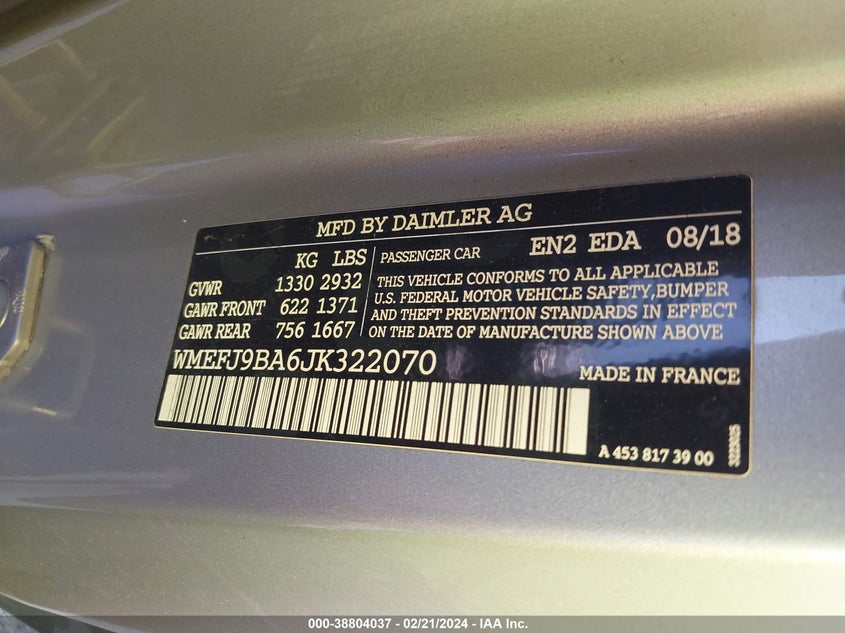 MFD BY DAIMLER AG
KG LBS
GVWR 1330 2932
GAWR FRONT 622 1371
GAWR REAR 756 1667
PASSENGER CAR EN2 EDA 08/18
THIS VEHICLE CONFORMS TO ALL APPLICABLE
U.S. FEDERAL MOTOR VEHICLE SAFETY,BUMPER
AND THEFT PREVENTION STANDARDS IN EFFECT
ON THE DATE OF MANUFACTURE SHOWN ABOVE
WMEFJ9BA6JK322070
MADE IN FRANCE
A 453 817 39 00
000-38804037 - 02/21/2024 - IAA Inc.